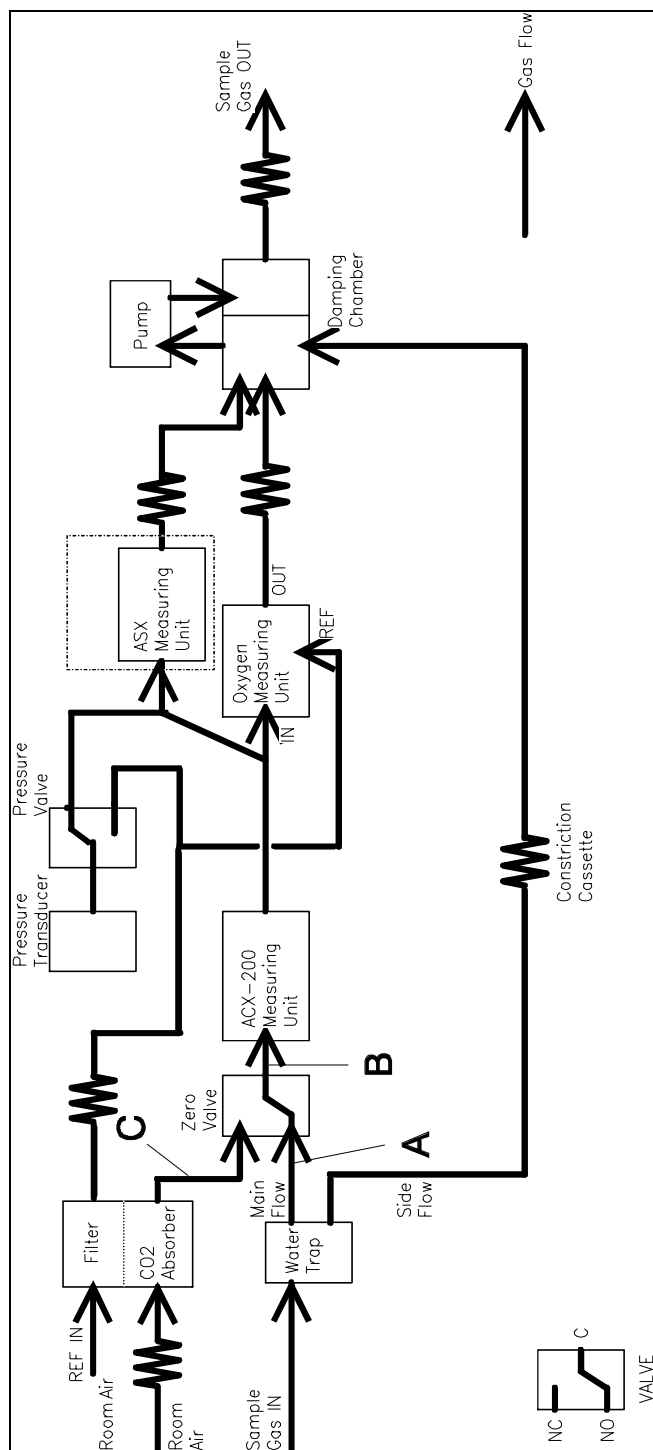 Sample
Gas OUT
Gas Flow
Pump
Damping
Chamber
ASX
Measuring
Unit
OUT
Oxygen
Measuring
Unit
REF
IN
Pressure
Valve
Pressure
Transducer
Constriction
Cassette
ACX-200
Measuring
Unit
B
Zero
Valve
C
A
Main
Flow
Side
Flow
Filter
CO2
Absorber
Water
Trap
REF IN
Room Air
Room
Air
Sample
Gas IN
NC
NO
C
VALVE